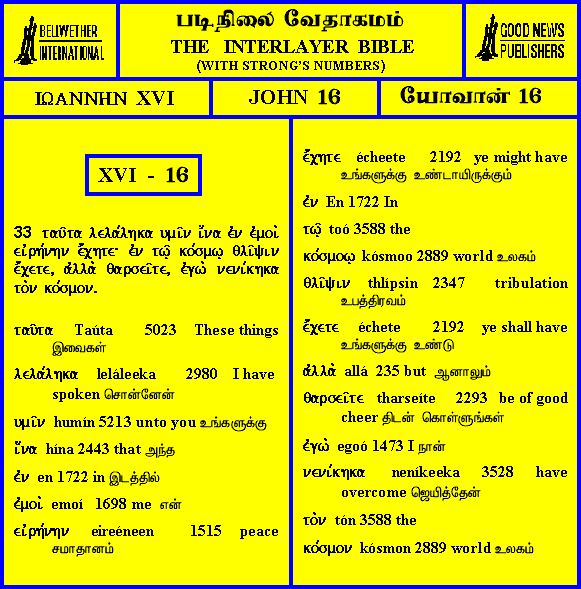 BELLWETHER
INTERNATIONAL
படிநிலை வேதாகமம்
THE INTERLAYER BIBLE
(WITH STRONG'S NUMBERS)
GOOD NEWS
PUBLISHERS
ΙΩΑΝΝΗΝ XVI
JOHN 16
யோவான் 16
XVI - 16
33 ταῦτα λελάληκα υμῖν ἵνα ἐν ἐμοὶ
εἰρήνην ἔχητε· ἐν τῷ κόσμῳ θλῖψιν
ἔχετε, ἀλλὰ θαρσεῖτε, ἐγὼ νενίκηκα
τὸν κόσμον.
ταῦτα Taúta 5023 These things
இவைகள்
λελάληκα leláleeka 2980 I have
spoken சொன்னேன்
υμῖν humín 5213 unto you உங்களுக்கு
ἵνα hína 2443 that அந்த
ἐν en 1722 in இடத்தில்
ἐμοὶ emoí 1698 me என்
εἰρήνην eireéneen 1515 peace
சமாதானம்
ἔχητε écheete 2192 ye might have
உங்களுக்கு உண்டாயிருக்கும்
ἐν En 1722 In
τῷ toó 3588 the
κόσμοῳ kósmoo 2889 world உலகம்
θλῖψιν thlípsin 2347 tribulation
உபத்திரவம்
ἔχετε échete 2192 ye shall have
உங்களுக்கு உண்டு
ἀλλὰ allá 235 but ஆனாலும்
θαρσεῖτε tharseíte 2293 be of good
cheer திடன் கொள்ளுங்கள்
ἐγὼ egoó 1473 I நான்
νενίκηκα neníkeeka 3528 have
overcome ஜெயித்தேன்
τὸν tón 3588 the
κόσμον kósmon 2889 world உலகம்